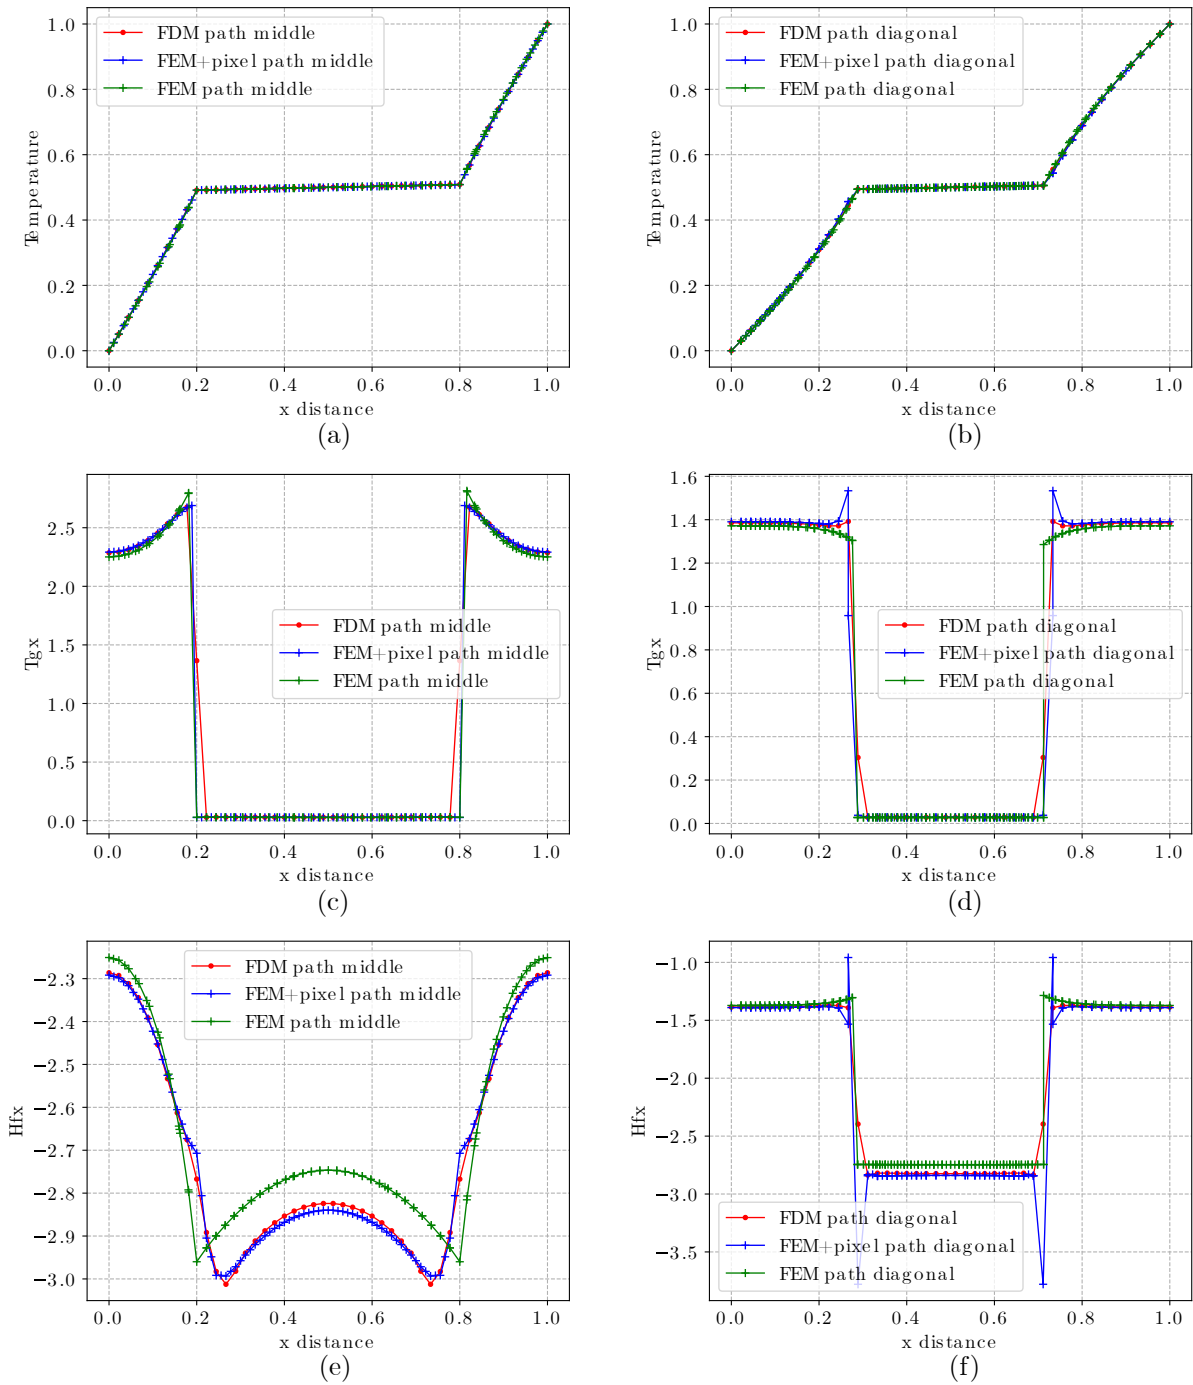 1.0
0.8
0.6
0.4
0.2
0.0
Temperature
FDM path middle
FEM+pixel path middle
FEM path middle
0.0 0.2 0.4 0.6 0.8 1.0
x distance
(a)
1.0
0.8
0.6
0.4
0.2
0.0
Temperature
FDM path diagonal
FEM+pixel path diagonal
FEM path diagonal
0.0 0.2 0.4 0.6 0.8 1.0
x distance
(b)
2.5
2.0
1.5
1.0
0.5
0.0
Tgx
FDM path middle
FEM+pixel path middle
FEM path middle
0.0 0.2 0.4 0.6 0.8 1.0
x distance
(c)
1.6
1.4
1.2
1.0
0.8
0.6
0.4
0.2
0.0
Tgx
FDM path diagonal
FEM+pixel path diagonal
FEM path diagonal
0.0 0.2 0.4 0.6 0.8 1.0
x distance
(d)
−2.3
−2.4
−2.5
−2.6
−2.7
−2.8
−2.9
−3.0
Hfx
FDM path middle
FEM+pixel path middle
FEM path middle
0.0 0.2 0.4 0.6 0.8 1.0
x distance
(e)
−1.0
−1.5
−2.0
−2.5
−3.0
−3.5
Hfx
FDM path diagonal
FEM+pixel path diagonal
FEM path diagonal
0.0 0.2 0.4 0.6 0.8 1.0
x distance
(f)